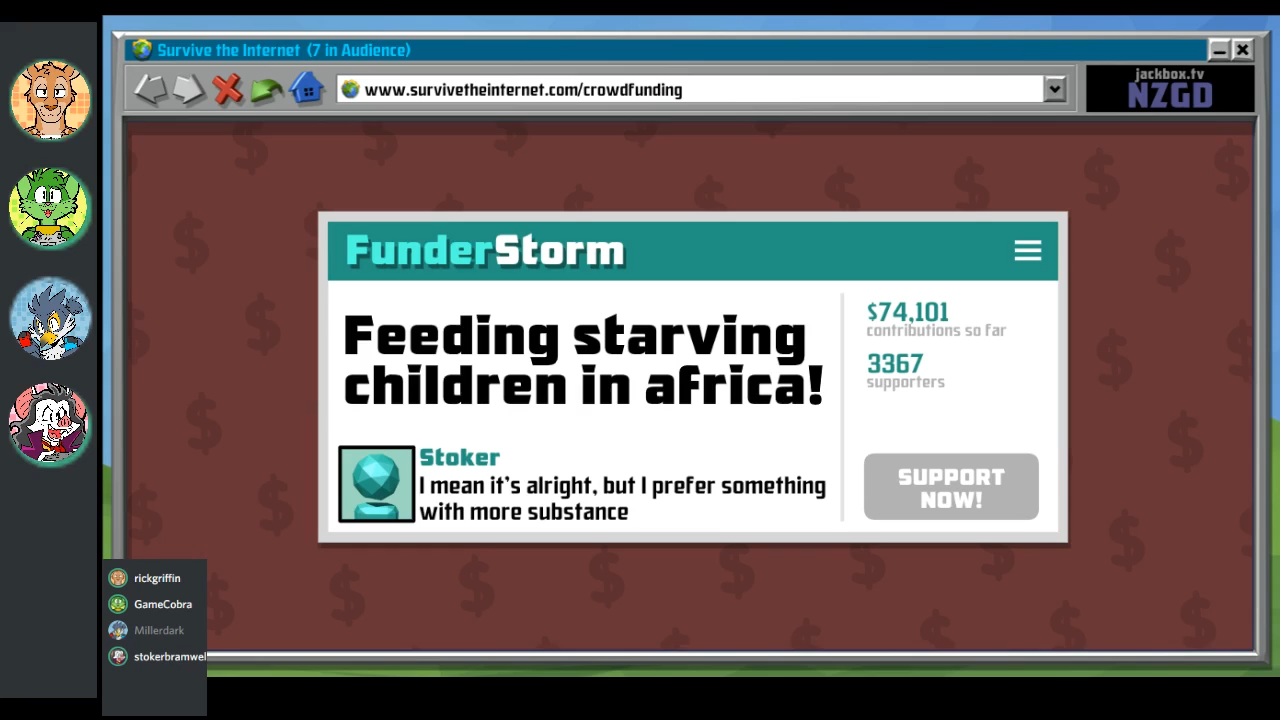 Survive the Internet (7 in Audience)
www.survivetheinternet.com/crowdfunding
jackbox.tv
NZGD
FunderStorm
Feeding starving
children in africa!
$74,101
contributions so far
3367
supporters
Stoker
I mean it's alright, but I prefer something
with more substance
SUPPORT
NOW!
rickgriffin
GameCobra
Millerdark
stokerbramwel